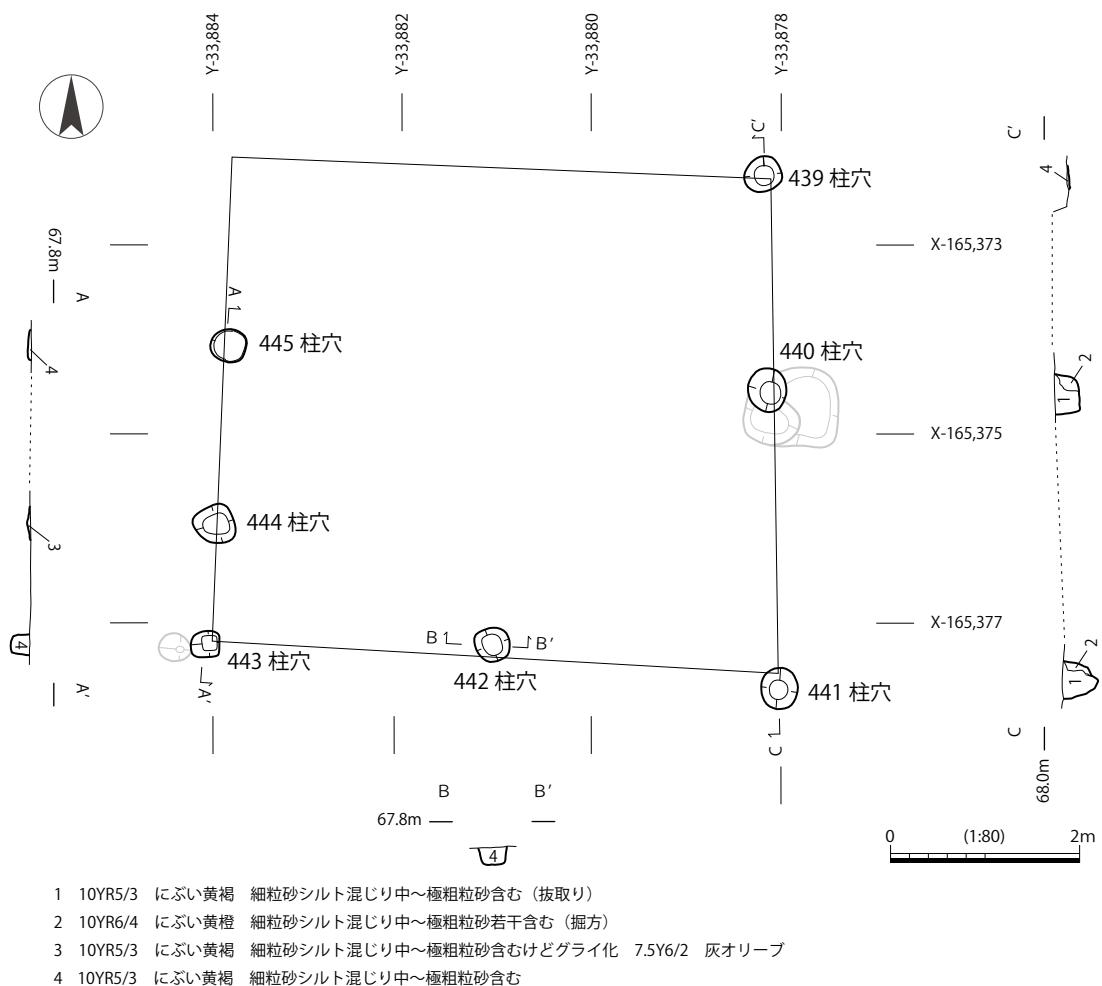 Y-33,884
Y-33,882
Y-33,880
Y-33,878
C'
C'
439 柱穴
4
X-165,373
67.8m
A
A
445 柱穴
440 柱穴
4
2
1
X-165,375
444 柱穴
3
X-165,377
4
443 柱穴
B
B'
442 柱穴
441 柱穴
2
1
A'
A'
C
C
68.0m
B
B'
67.8m
4
0 (1:80) 2m
1 10YR5/3 にぶい黄褐 細粒砂シルト混じり中～極粗粒砂含む（抜取り）
2 10YR6/4 にぶい黄橙 細粒砂シルト混じり中～極粗粒砂若干含む（掘方）
3 10YR5/3 にぶい黄褐 細粒砂シルト混じり中～極粗粒砂含むけどグライ化 7.5Y6/2 灰オリーブ
4 10YR5/3 にぶい黄褐 細粒砂シルト混じり中～極粗粒砂含む